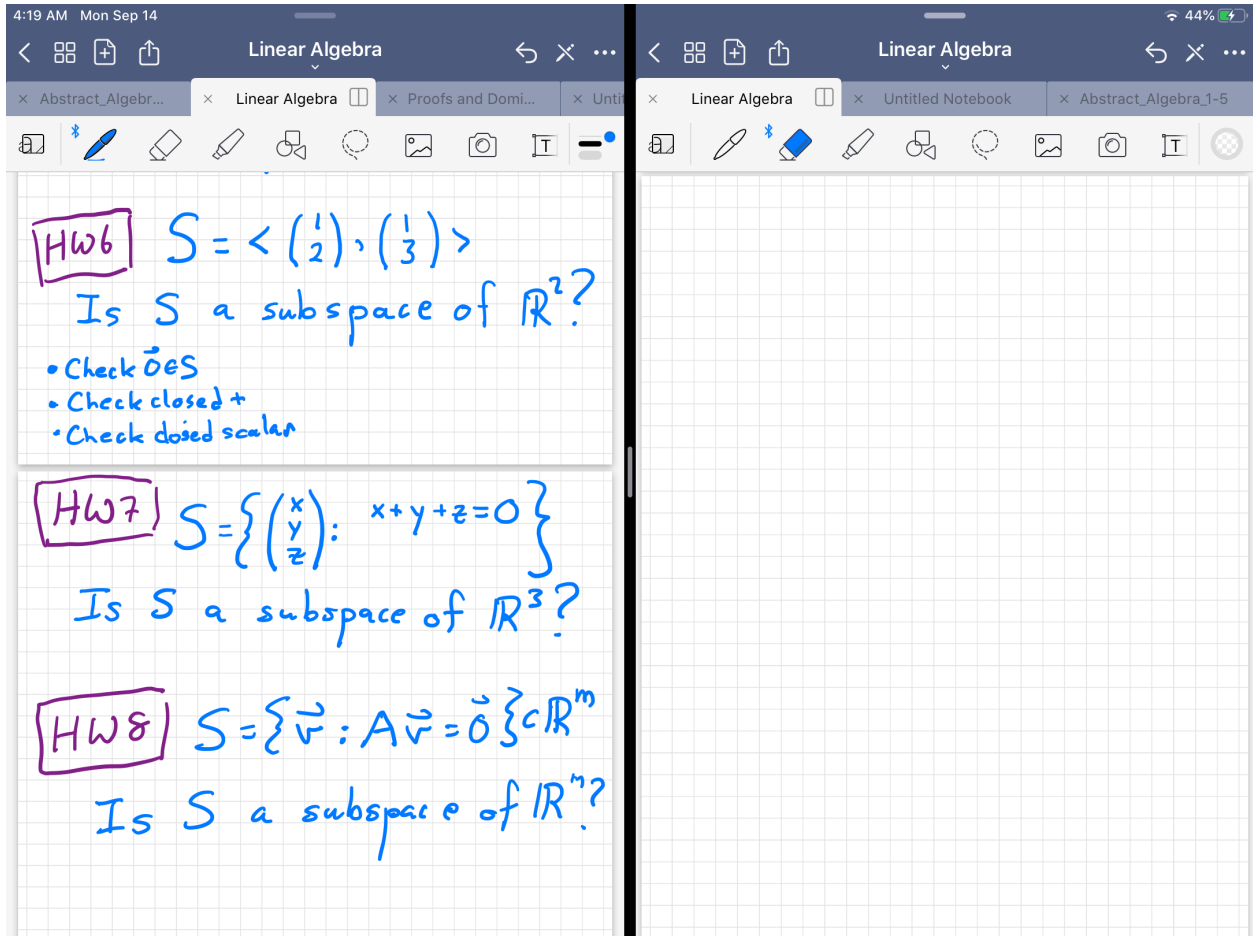 4:19 AM Mon Sep 14
44%
Linear Algebra
Linear Algebra
Abstract_Algebr...
Linear Algebra
Proofs and Domi...
Unti
Linear Algebra
Untitled Notebook
Abstract_Algebra_1-5
HW6 S = < (1 2), (1 3) >
Is S a subspace of ℝ²?
• Check 0⃗ ∈ S
• Check closed +
• Check closed scalar
HW7 S = { (x y z) : x + y + z = 0 }
Is S a subspace of ℝ³?
HW8 S = { v⃗ : A v⃗ = 0⃗ } ⊂ ℝᵐ
Is S a subspace of ℝᵐ?